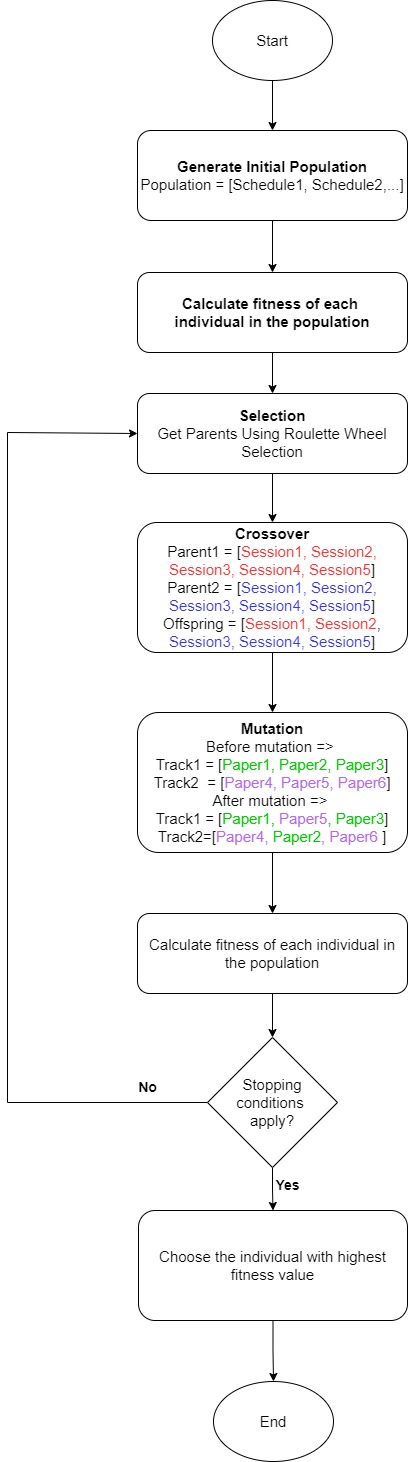 Start
Generate Initial Population
Population = [Schedule1, Schedule2,...]
Calculate fitness of each
individual in the population
Selection
Get Parents Using Roulette Wheel
Selection
Crossover
Parent1 = [Session1, Session2,
Session3, Session4, Session5]
Parent2 = [Session1, Session2,
Session3, Session4, Session5]
Offspring = [Session1, Session2,
Session3, Session4, Session5]
Mutation
Before mutation =>
Track1 = [Paper1, Paper2, Paper3]
Track2  = [Paper4, Paper5, Paper6]
After mutation =>
Track1 = [Paper1, Paper5, Paper3]
Track2=[Paper4, Paper2, Paper6 ]
Calculate fitness of each individual in
the population
Stopping
conditions
apply?
No
Yes
Choose the individual with highest
fitness value
End